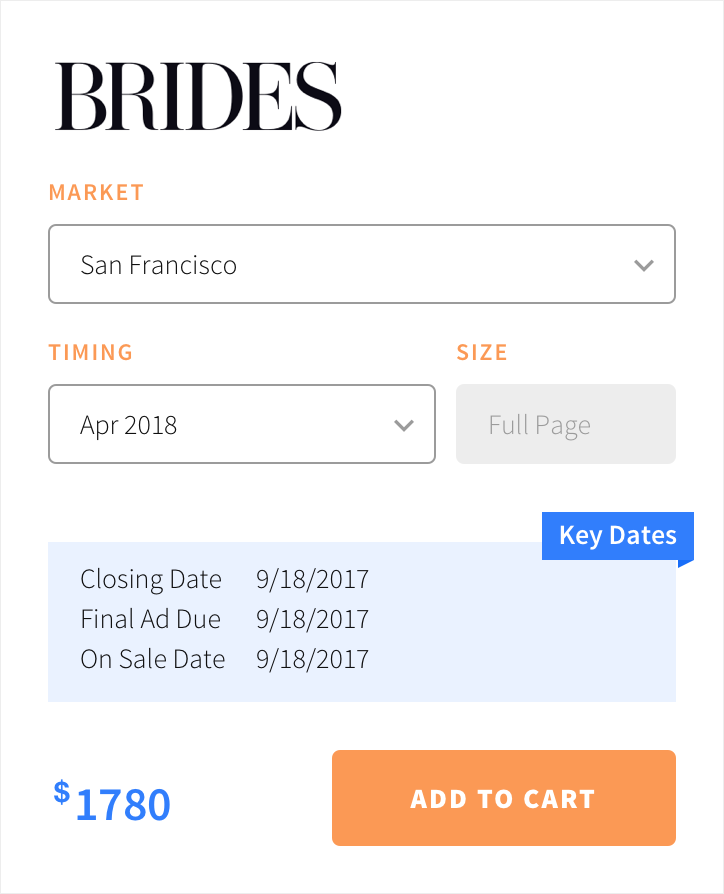 BRIDES
MARKET
San Francisco
TIMING
SIZE
Apr 2018
Full Page
Key Dates
Closing Date 9/18/2017
Final Ad Due 9/18/2017
On Sale Date 9/18/2017
$1780
ADD TO CART